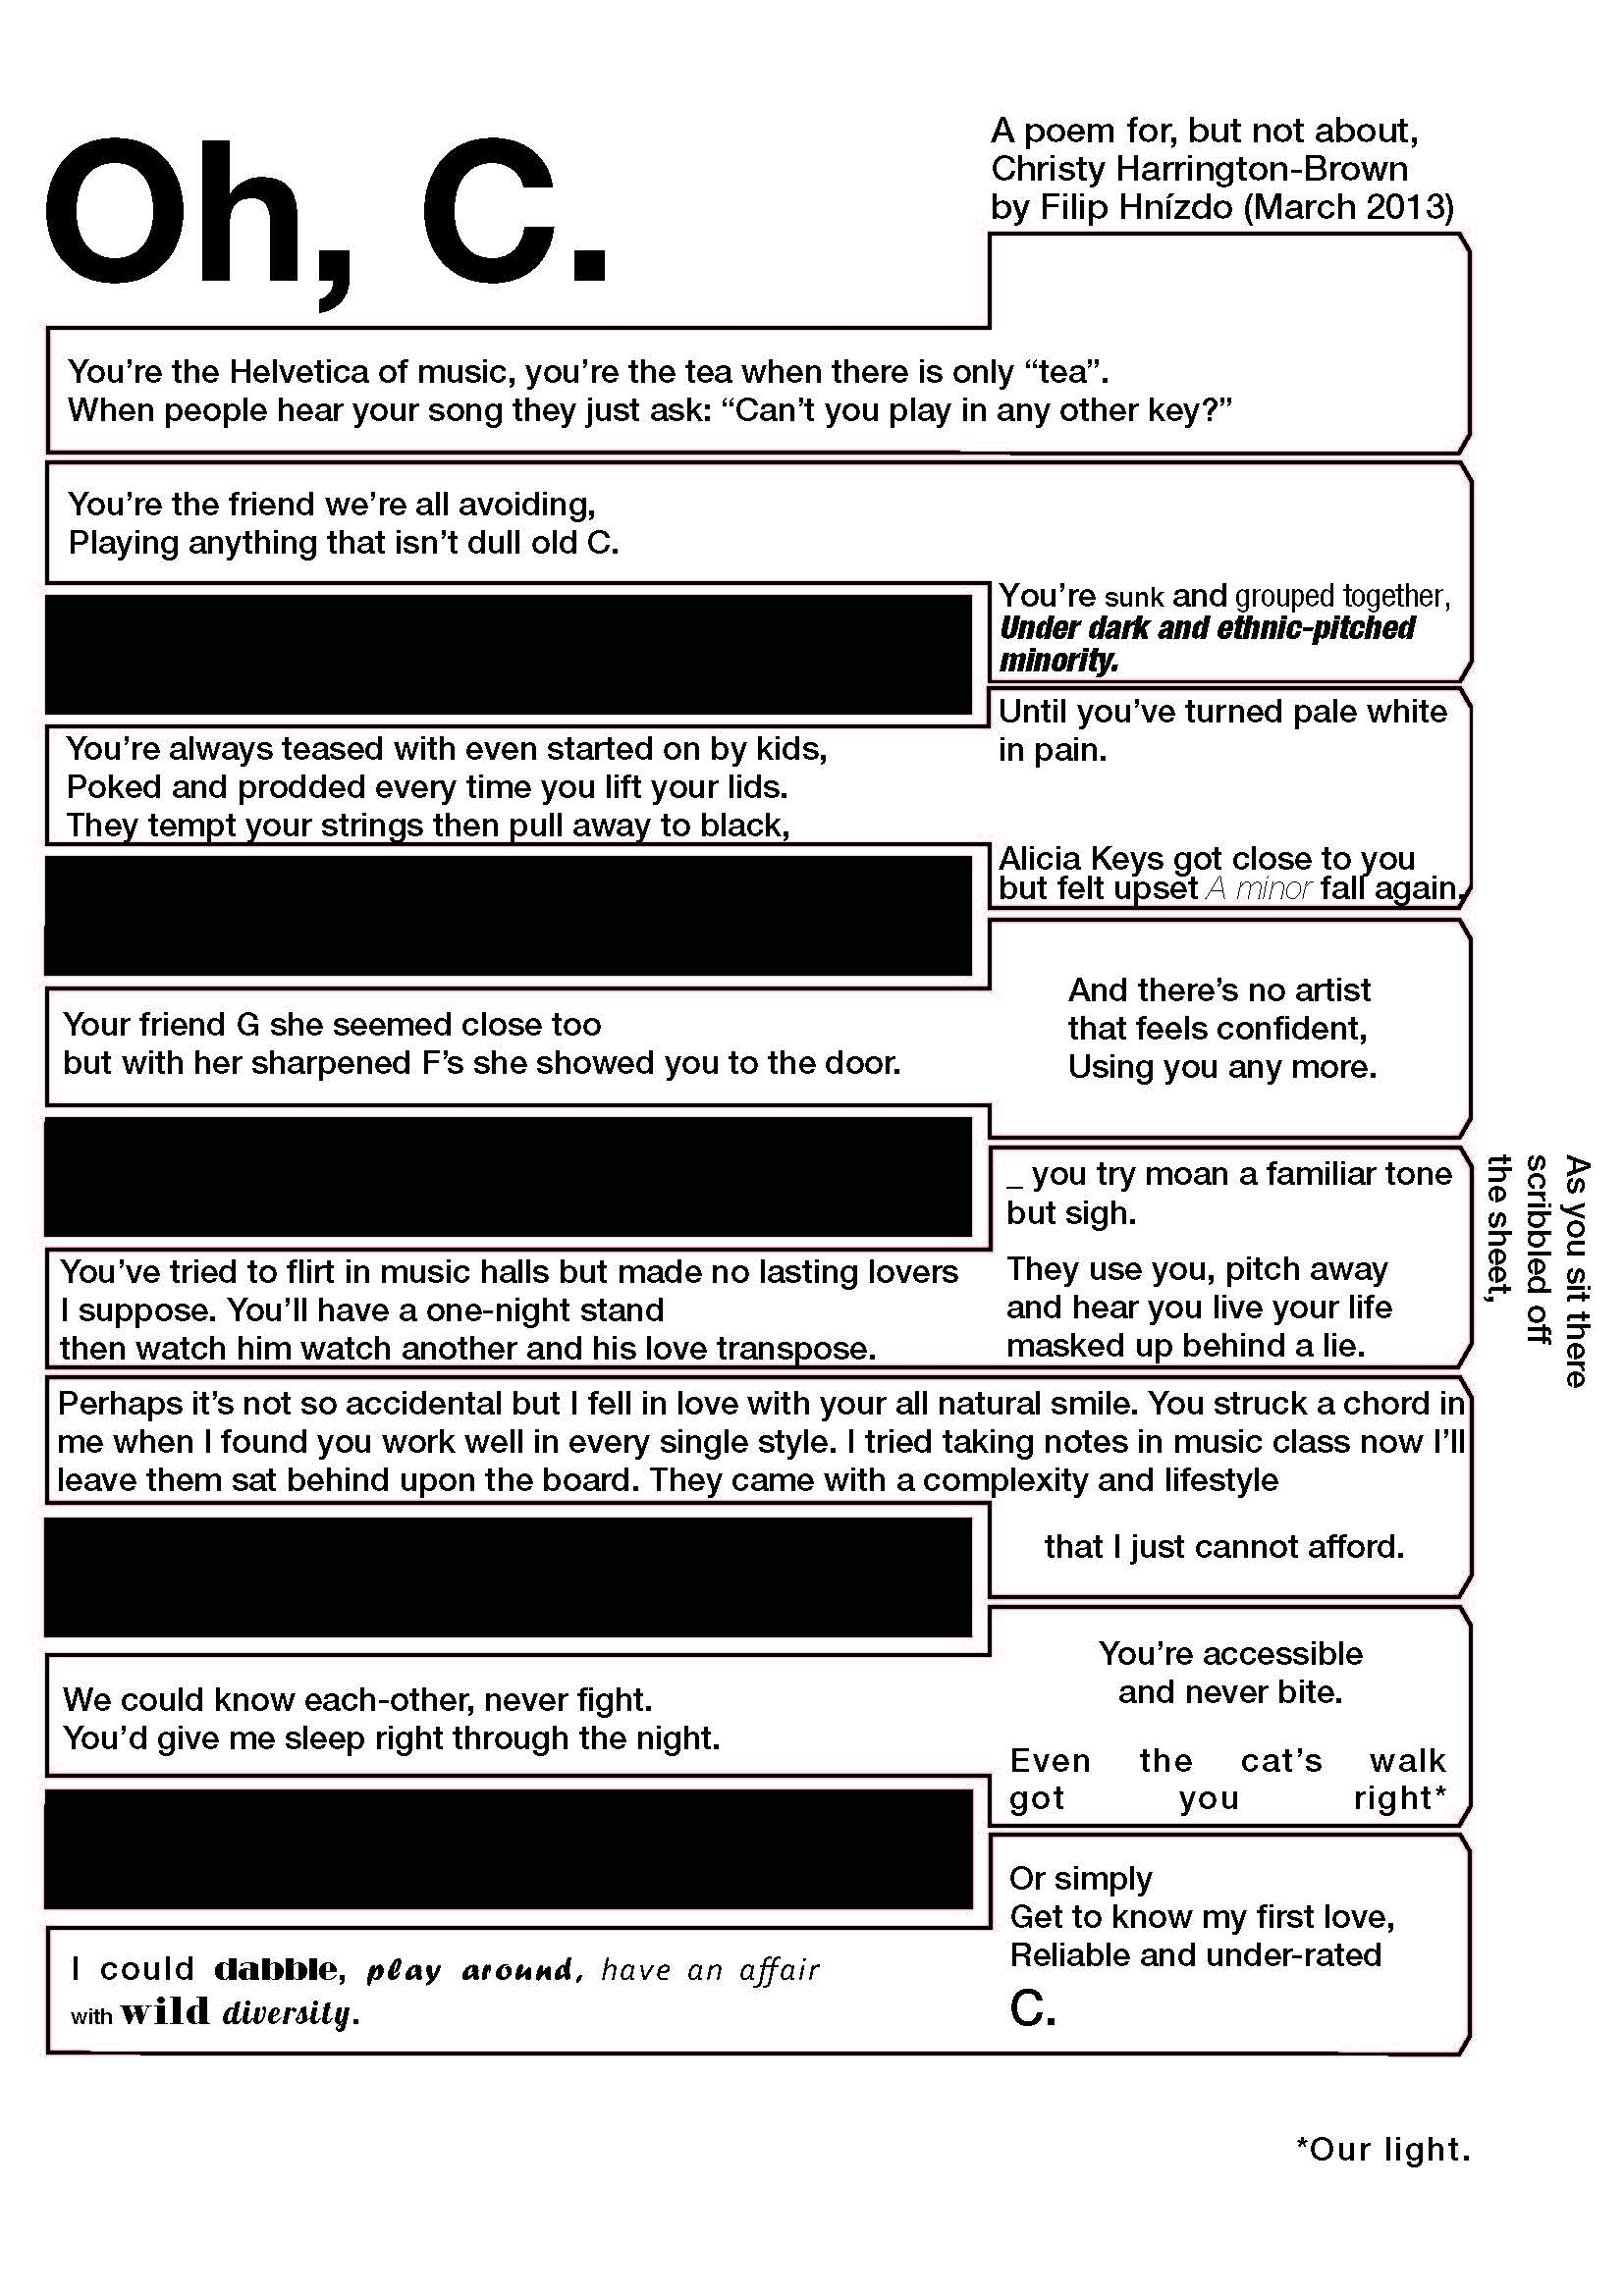 Oh, C.
A poem for, but not about,
Christy Harrington-Brown
by Filip Hnízdo (March 2013)
You're the Helvetica of music, you're the tea when there is only “tea”.
When people hear your song they just ask: “Can't you play in any other key?”
You're the friend we're all avoiding,
Playing anything that isn't dull old C.
You're sunk and grouped together,
Under dark and ethnic-pitched
minority.
You're always teased with even started on by kids,
Poked and prodded every time you lift your lids.
They tempt your strings then pull away to black,
Until you've turned pale white
in pain.
Alicia Keys got close to you
but felt upset A minor fall again.
Your friend G she seemed close too
but with her sharpened F's she showed you to the door.
And there's no artist
that feels confident,
Using you any more.
As you sit there
scribbled off
the sheet,
_ you try moan a familiar tone
but sigh.
They use you, pitch away
and hear you live your life
masked up behind a lie.
You've tried to flirt in music halls but made no lasting lovers
I suppose. You'll have a one-night stand
then watch him watch another and his love transpose.
Perhaps it's not so accidental but I fell in love with your all natural smile. You struck a chord in
me when I found you work well in every single style. I tried taking notes in music class now I'll
leave them sat behind upon the board. They came with a complexity and lifestyle
that I just cannot afford.
We could know each-other, never fight.
You'd give me sleep right through the night.
You're accessible
and never bite.
Even the cat's walk
got you right*
I could dabble, play around, have an affair
with wild diversity.
Or simply
Get to know my first love,
Reliable and under-rated
C.
*Our light.